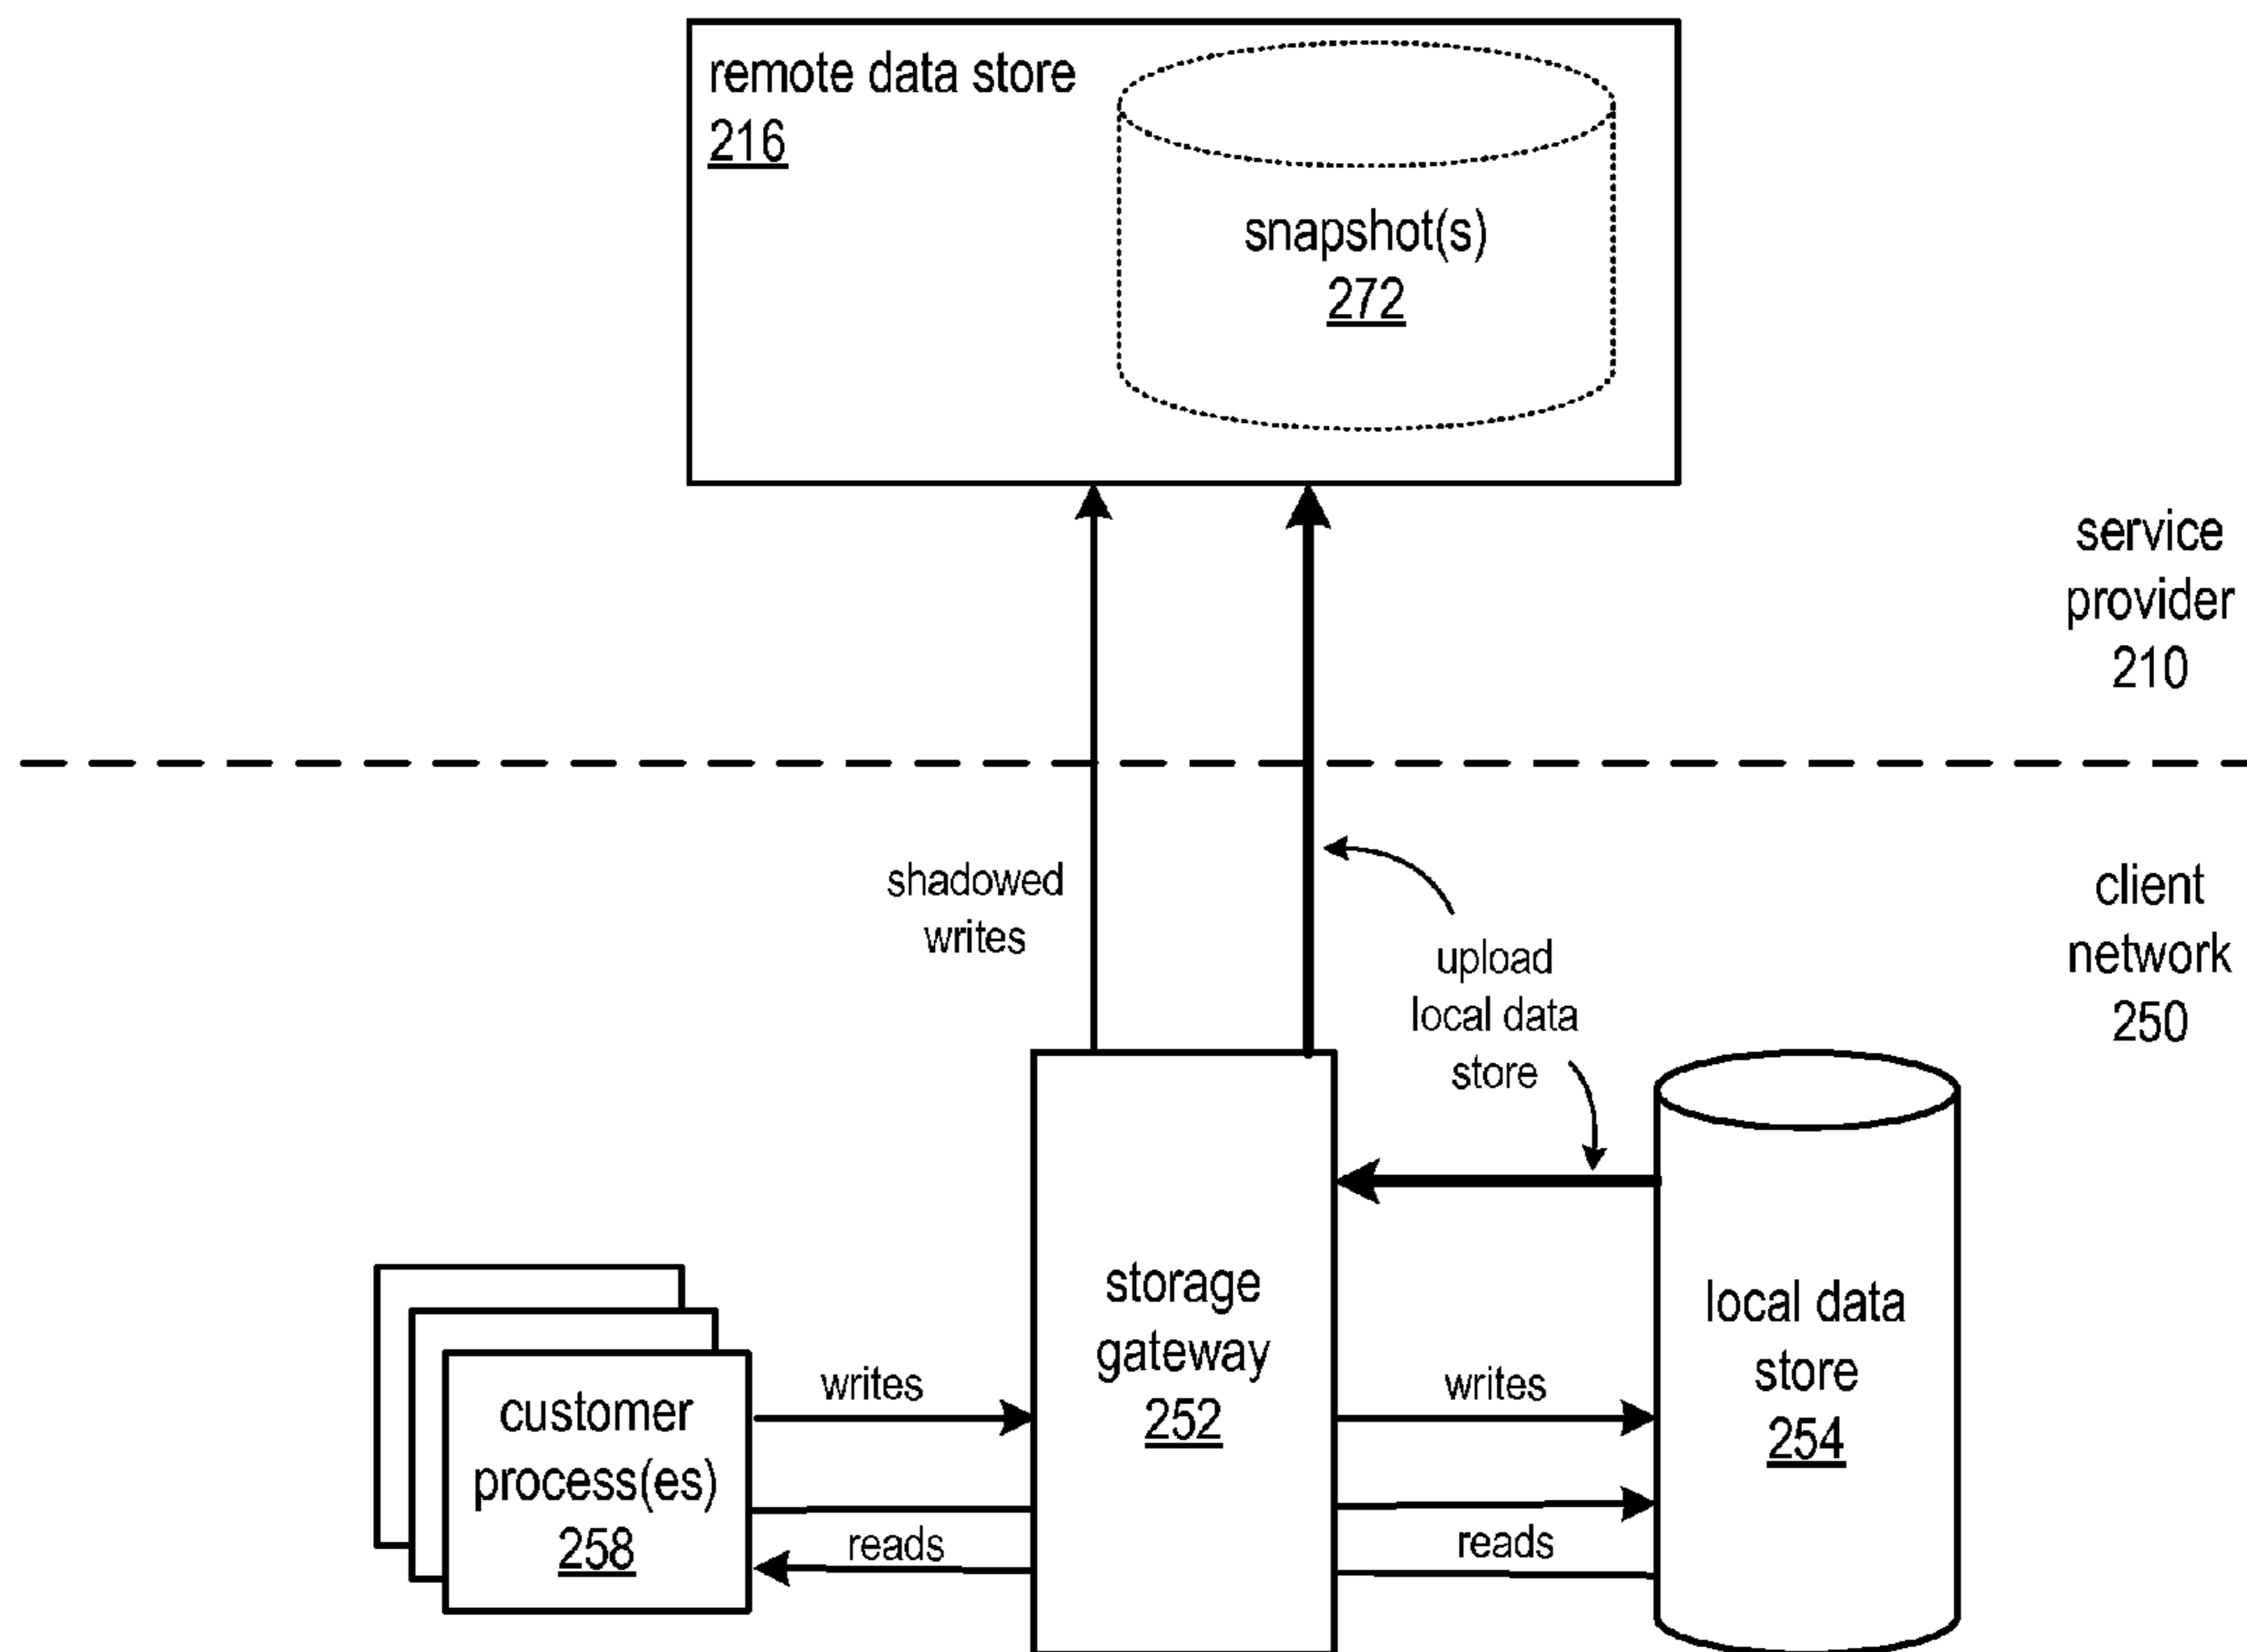 remote data store
216
snapshot(s)
272
service
provider
210
client
network
250
shadowed
writes
upload
local data
store
storage
gateway
252
local data
store
254
customer
process(es)
258
writes
reads
writes
reads